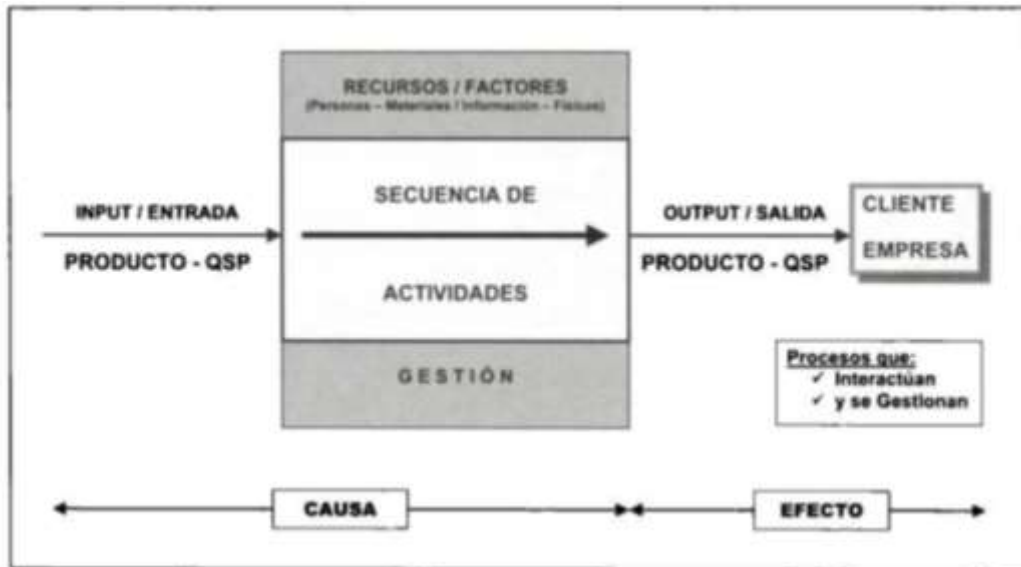 RECURSOS / FACTORES
(Personas – Materiales / Información – Físicos)
SECUENCIA DE
ACTIVIDADES
GESTIÓN
INPUT / ENTRADA
PRODUCTO - QSP
OUTPUT / SALIDA
PRODUCTO - QSP
CLIENTE
EMPRESA
Procesos que:
✓ Interactúan
✓ y se Gestionan
CAUSA
EFECTO